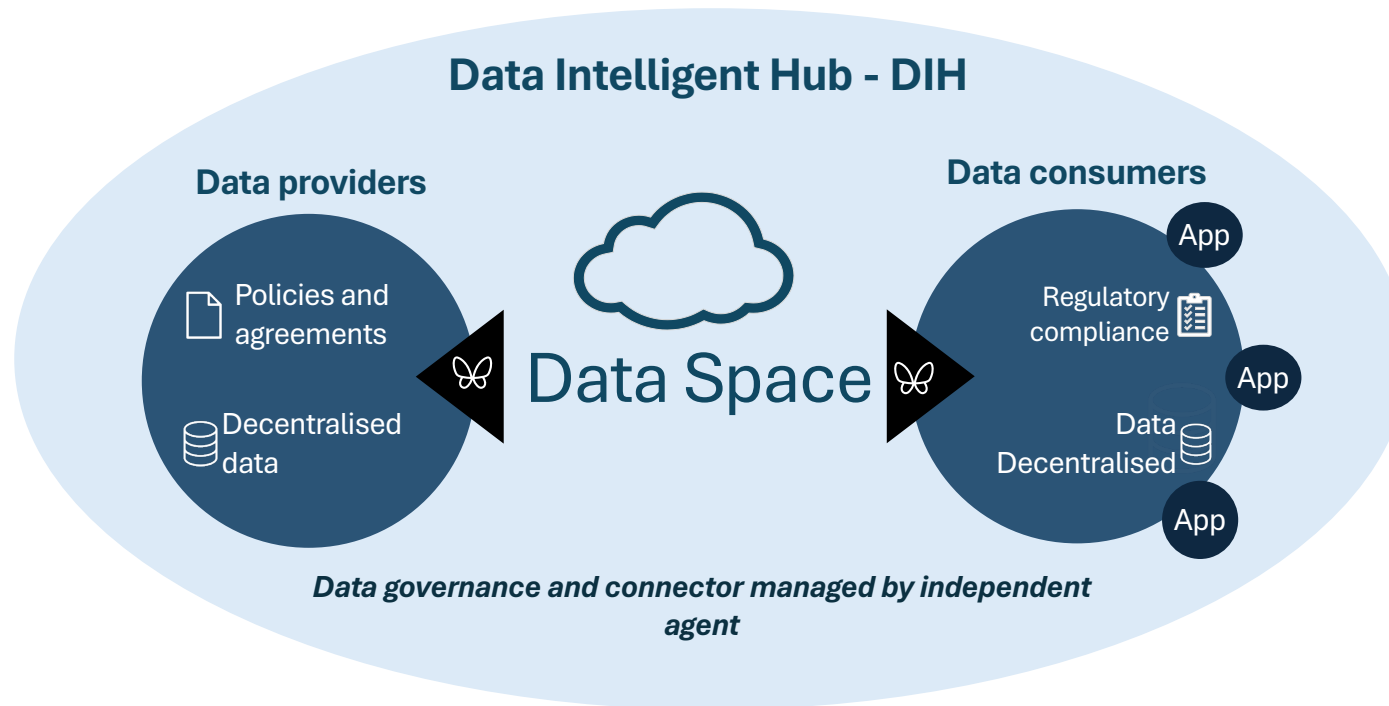 Data Intelligent Hub - DIH
Data providers
Policies and
agreements
Decentralised
data
Data Space
Data consumers
App
Regulatory
compliance
App
Data
Decentralised
App
Data governance and connector managed by independent
agent